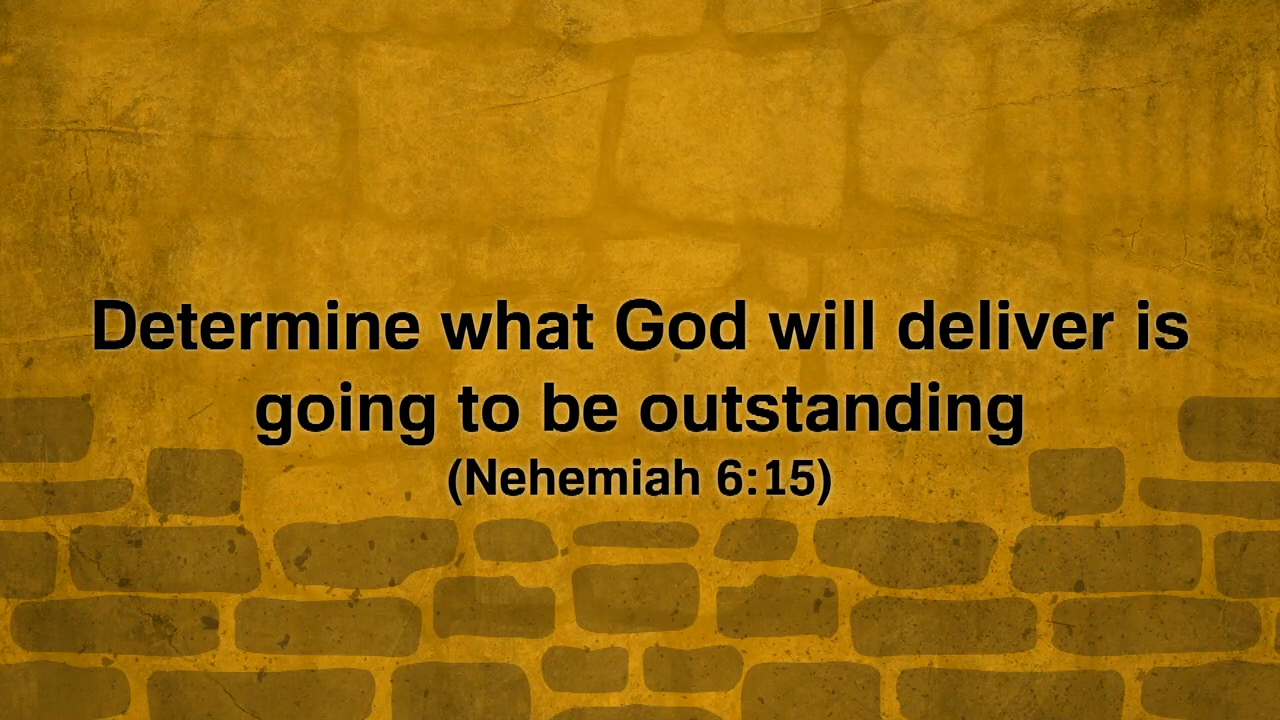 Determine what God will deliver is
going to be outstanding
(Nehemiah 6:15)